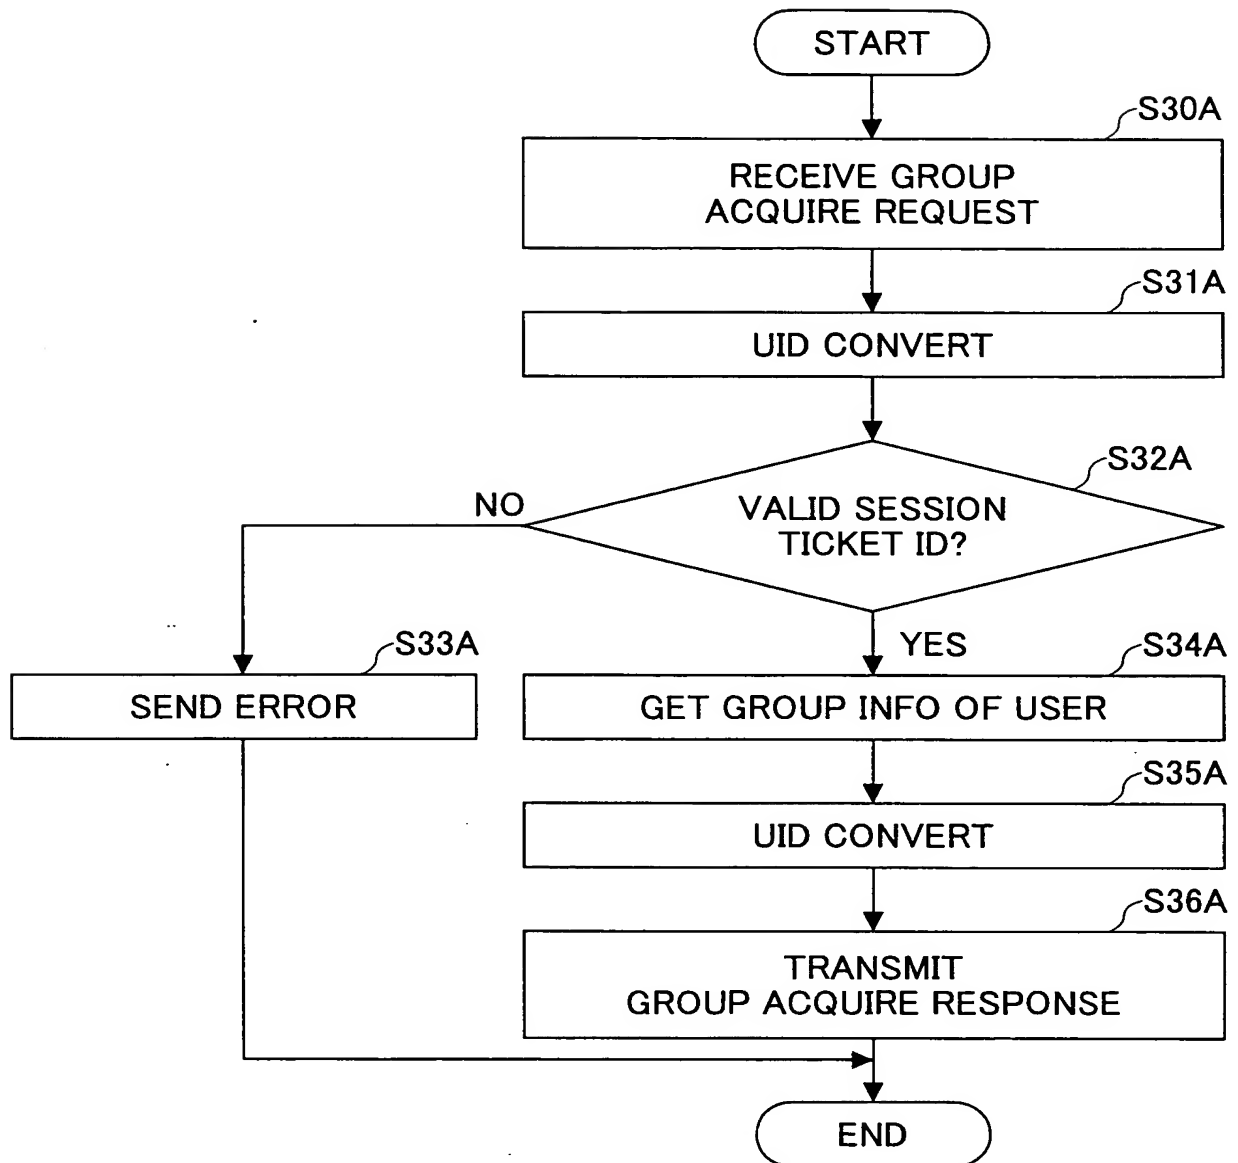 START
S30A
RECEIVE GROUP
ACQUIRE REQUEST
S31A
UID CONVERT
S32A
NO
VALID SESSION
TICKET ID?
YES
S33A
SEND ERROR
S34A
GET GROUP INFO OF USER
S35A
UID CONVERT
S36A
TRANSMIT
GROUP ACQUIRE RESPONSE
END